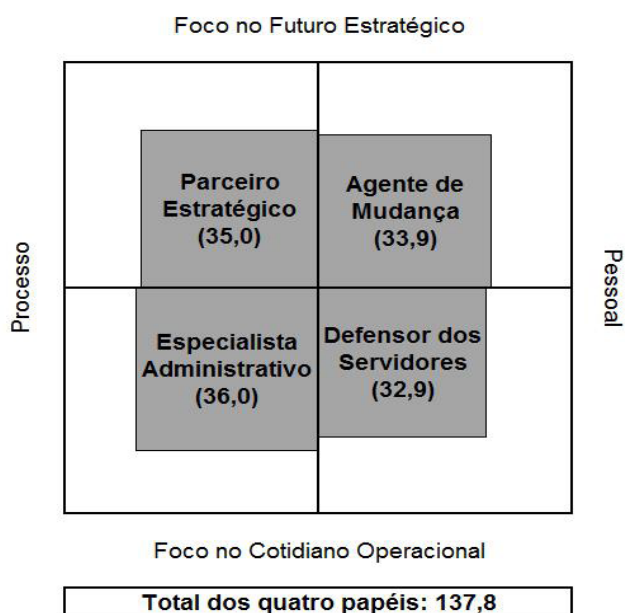 Foco no Futuro Estratégico
Processo
Parceiro
Estratégico
(35,0)
Agente de
Mudança
(33,9)
Pessoal
Especialista
Administrativo
(36,0)
Defensor dos
Servidores
(32,9)
Foco no Cotidiano Operacional
Total dos quatro papéis: 137,8